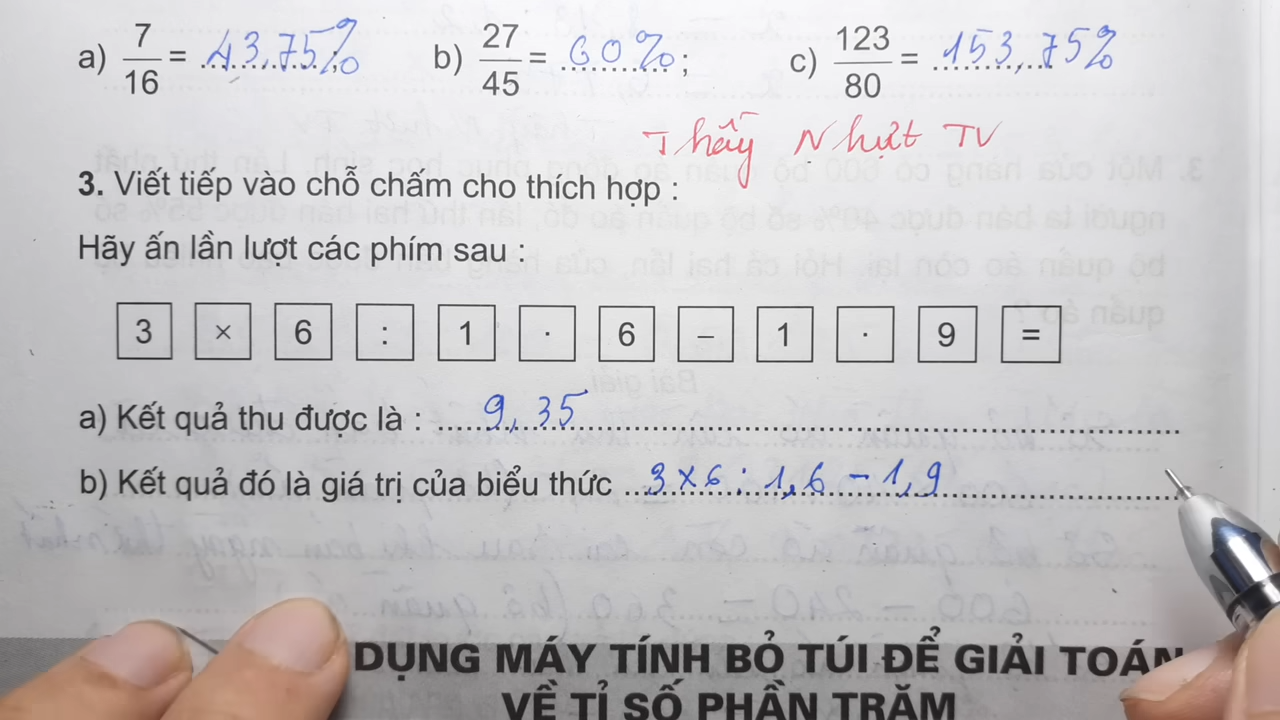 a) 7/16 = 43,75% ; b) 27/45 = 60% ; c) 123/80 = 153,75%
Thầy Nhựt TV
3. Viết tiếp vào chỗ chấm cho thích hợp :
Hãy ấn lần lượt các phím sau :
3 × 6 : 1 · 6 – 1 · 9 =
a) Kết quả thu được là : 9,35
b) Kết quả đó là giá trị của biểu thức 3 × 6 : 1,6 – 1,9
DỤNG MÁY TÍNH BỎ TÚI ĐỂ GIẢI TOÁN
VỀ TỈ SỐ PHẦN TRĂM